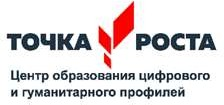 ТОЧКА РОСТА
Центр образования цифрового
и гуманитарного профилей